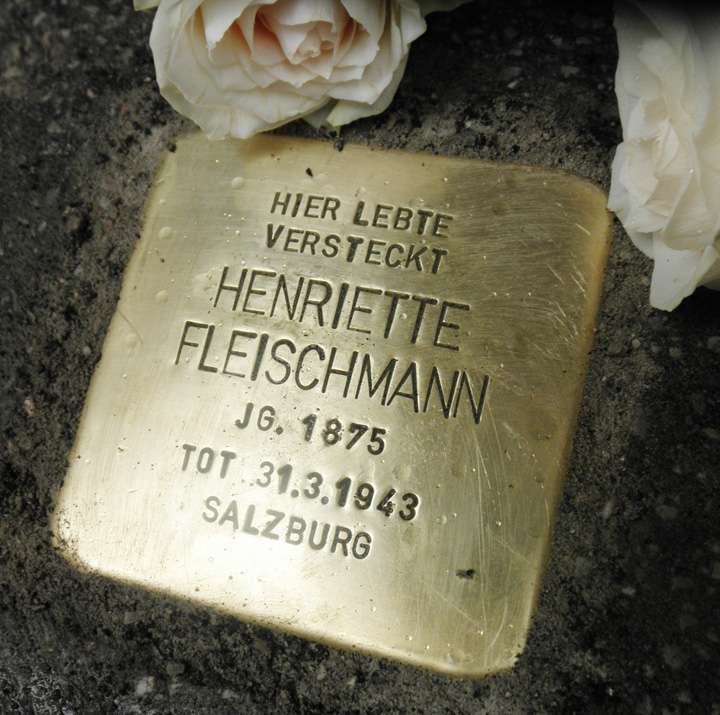 HIER LEBTE
VERSTECKT
HENRIETTE
FLEISCHMANN
JG. 1875
TOT 31.3.1943
SALZBURG